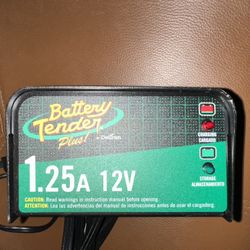 Battery
Tender
Plus!
by Deltran
CHARGING
CARGADO
1.25A 12V
STORAGE
ALMACENAMIENTO
CAUTION: Read warnings in instruction manual before opening.
ATTENTION: Lea las advertencias del manual de instrucciones antes de usar el cargador.